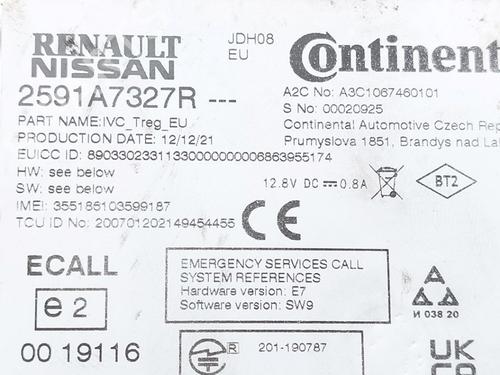 RENAULT
NISSAN
JDH08
EU
Continent
2591A7327R ---
A2C No: A3C1067460101
S No: 00020925
PART NAME:IVC_Treg_EU
Continental Automotive Czech Rep
PRODUCTION DATE: 12/12/21
Prumyslova 1851, Brandys nad La
EUICC ID: 89033023311330000000006863955174
HW: see below
SW: see below
12.8V DC 0.8A
BT2
IMEI: 355186103599187
TCU ID No: 200701202149454455
CE
ECALL
EMERGENCY SERVICES CALL
SYSTEM REFERENCES
Hardware version: E7
Software version: SW9
e 2
И 038 20
00 19116
R 201-190787
UK
CA